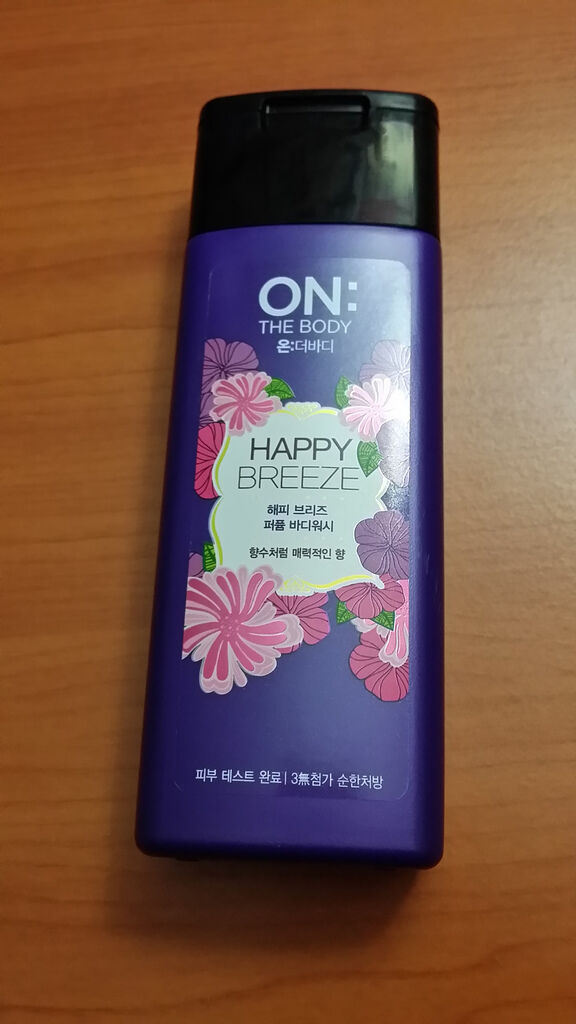 ON:
THE BODY
온:더바디
HAPPY
BREEZE
해피 브리즈
퍼퓸 바디워시
향수처럼 매력적인 향
피부 테스트 완료 | 3無첨가 순한처방